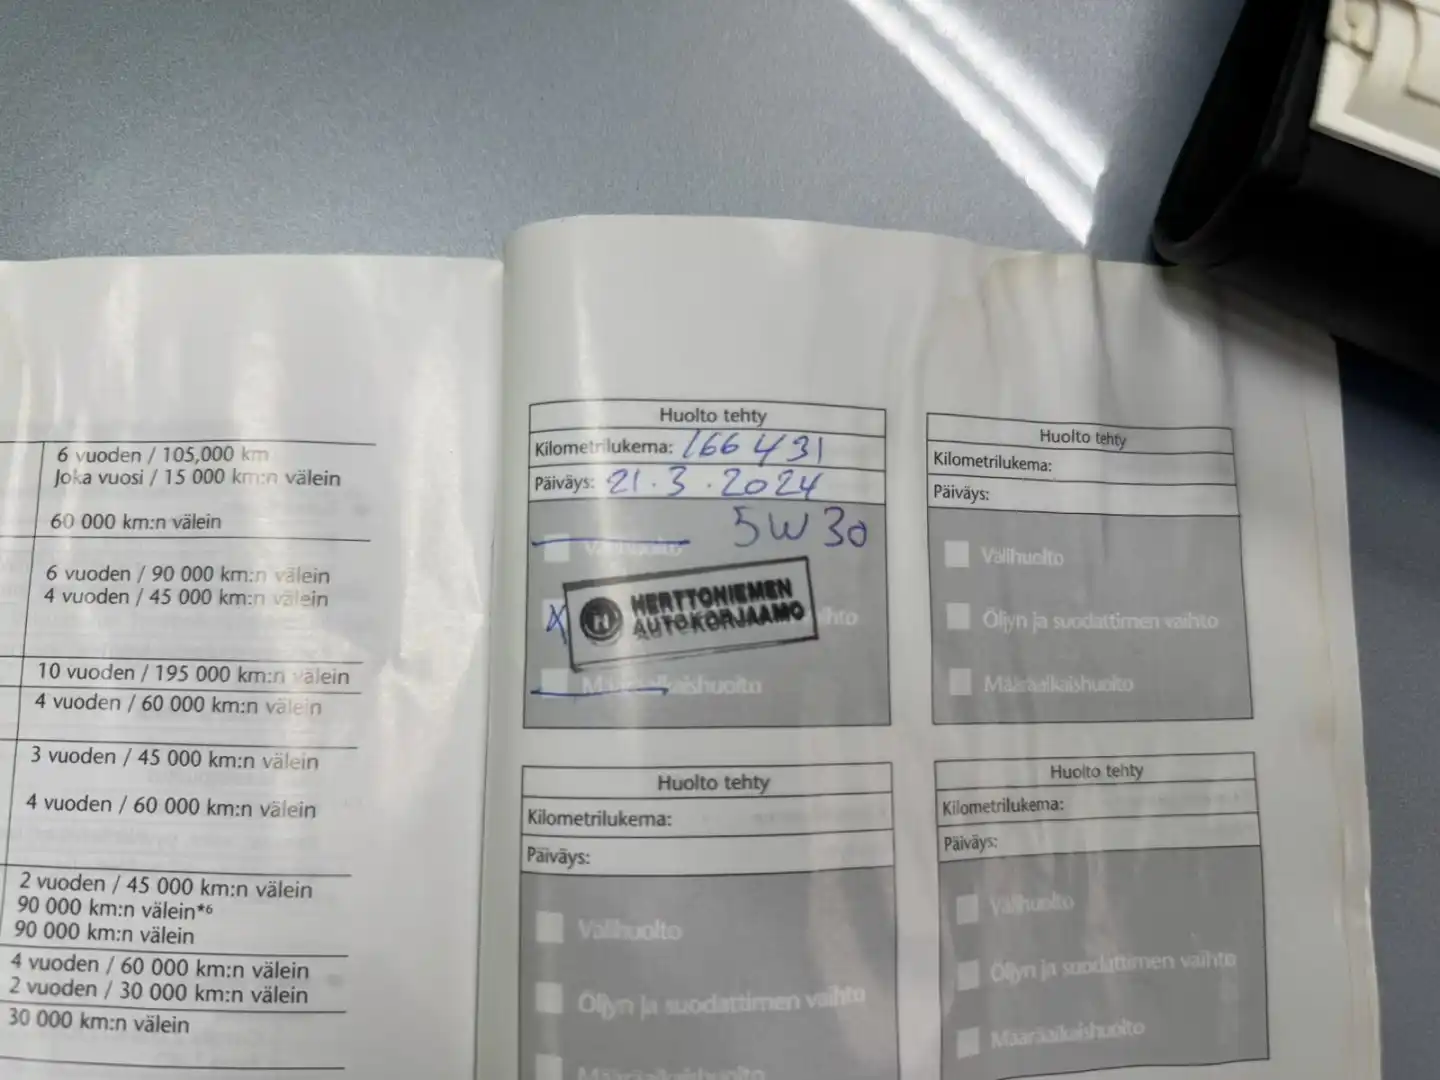 6 vuoden / 105,000 km
Joka vuosi / 15 000 km:n välein
60 000 km:n välein
6 vuoden / 90 000 km:n välein
4 vuoden / 45 000 km:n välein
10 vuoden / 195 000 km:n välein
4 vuoden / 60 000 km:n välein
3 vuoden / 45 000 km:n välein
4 vuoden / 60 000 km:n välein
2 vuoden / 45 000 km:n välein
90 000 km:n välein*6
90 000 km:n välein
4 vuoden / 60 000 km:n välein
2 vuoden / 30 000 km:n välein
30 000 km:n välein
Huolto tehty
Kilometrilukema: 166 431
Päiväys: 21.3.2024
5W30
Välihuolto
X
H HERTTONIEMEN
AUTOKORJAAMO
Määräaikaishuolto
Huolto tehty
Kilometrilukema:
Päiväys:
Välihuolto
Öljyn ja suodattimen vaihto
Määräaikaishuolto
Huolto tehty
Kilometrilukema:
Päiväys:
Välihuolto
Öljyn ja suodattimen vaihto
Määräaikaishuolto
Huolto tehty
Kilometrilukema:
Päiväys:
Välihuolto
Öljyn ja suodattimen vaihto
Määräaikaishuolto